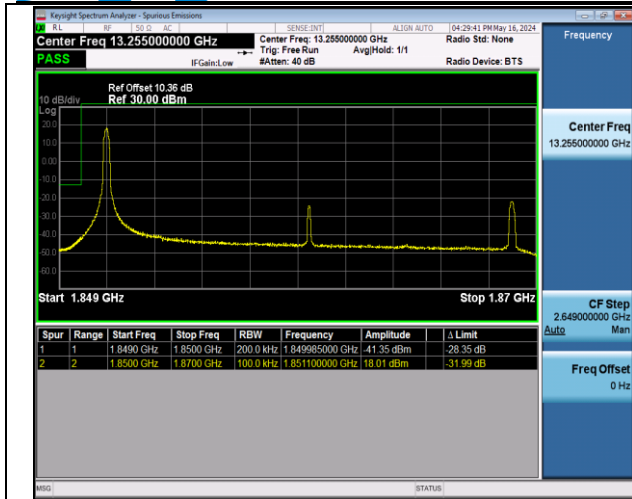 Keysight Spectrum Analyzer - Spurious Emissions
RL RF 50 Ω AC SENSE:INT ALIGN AUTO 04:29:41 PM May 16, 2024
Center Freq 13.255000000 GHz Center Freq: 13.255000000 GHz Radio Std: None
Trig: Free Run Avg|Hold: 1/1
PASS IFGain:Low #Atten: 40 dB Radio Device: BTS
Ref Offset 10.36 dB
10 dB/div Ref 30.00 dBm
Log
20.0
10.0
0.00
-10.0
-20.0
-30.0
-40.0
-50.0
-60.0
Start 1.849 GHz Stop 1.87 GHz
Spur Range Start Freq Stop Freq RBW Frequency Amplitude Δ Limit
1 1 1.8490 GHz 1.8500 GHz 200.0 kHz 1.849985000 GHz -41.35 dBm -28.35 dB
2 2 1.8500 GHz 1.8700 GHz 100.0 kHz 1.851100000 GHz 18.01 dBm -31.99 dB
MSG STATUS
Frequency
Center Freq
13.255000000 GHz
CF Step
2.649000000 GHz
Auto Man
Freq Offset
0 Hz